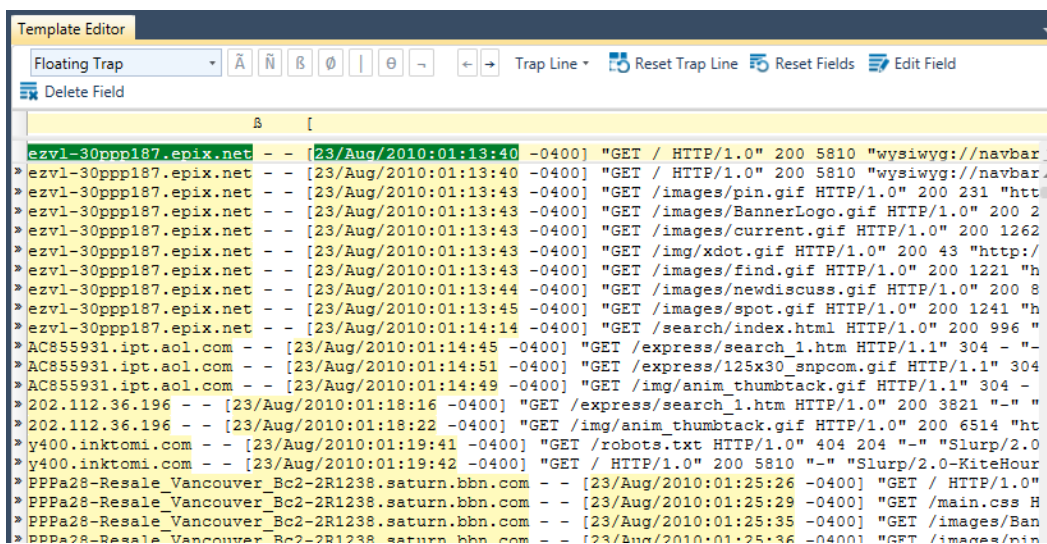 Template Editor
Floating Trap Ã Ñ ß Ø | Θ ¬ ← → Trap Line Reset Trap Line Reset Fields Edit Field
Delete Field
ß [
ezvl-30ppp187.epix.net - - [23/Aug/2010:01:13:40 -0400] "GET / HTTP/1.0" 200 5810 "wysiwyg://navbar
» ezvl-30ppp187.epix.net - - [23/Aug/2010:01:13:40 -0400] "GET / HTTP/1.0" 200 5810 "wysiwyg://navbar
» ezvl-30ppp187.epix.net - - [23/Aug/2010:01:13:43 -0400] "GET /images/pin.gif HTTP/1.0" 200 231 "htt
» ezvl-30ppp187.epix.net - - [23/Aug/2010:01:13:43 -0400] "GET /images/BannerLogo.gif HTTP/1.0" 200 2
» ezvl-30ppp187.epix.net - - [23/Aug/2010:01:13:43 -0400] "GET /images/current.gif HTTP/1.0" 200 1262
» ezvl-30ppp187.epix.net - - [23/Aug/2010:01:13:43 -0400] "GET /img/xdot.gif HTTP/1.0" 200 43 "http:/
» ezvl-30ppp187.epix.net - - [23/Aug/2010:01:13:43 -0400] "GET /images/find.gif HTTP/1.0" 200 1221 "h
» ezvl-30ppp187.epix.net - - [23/Aug/2010:01:13:44 -0400] "GET /images/newdiscuss.gif HTTP/1.0" 200 8
» ezvl-30ppp187.epix.net - - [23/Aug/2010:01:13:45 -0400] "GET /images/spot.gif HTTP/1.0" 200 1241 "h
» ezvl-30ppp187.epix.net - - [23/Aug/2010:01:14:14 -0400] "GET /search/index.html HTTP/1.0" 200 996 "
» AC855931.ipt.aol.com - - [23/Aug/2010:01:14:45 -0400] "GET /express/search_1.htm HTTP/1.1" 304 - "-
» AC855931.ipt.aol.com - - [23/Aug/2010:01:14:51 -0400] "GET /express/125x30_snpcom.gif HTTP/1.1" 304
» AC855931.ipt.aol.com - - [23/Aug/2010:01:14:49 -0400] "GET /img/anim_thumbtack.gif HTTP/1.1" 304 -
» 202.112.36.196 - - [23/Aug/2010:01:18:16 -0400] "GET /express/search_1.htm HTTP/1.0" 200 3821 "-" "
» 202.112.36.196 - - [23/Aug/2010:01:18:22 -0400] "GET /img/anim_thumbtack.gif HTTP/1.0" 200 6514 "ht
» y400.inktomi.com - - [23/Aug/2010:01:19:41 -0400] "GET /robots.txt HTTP/1.0" 404 204 "-" "Slurp/2.0
» y400.inktomi.com - - [23/Aug/2010:01:19:42 -0400] "GET / HTTP/1.0" 200 5810 "-" "Slurp/2.0-KiteHour
» PPPa28-Resale_Vancouver_Bc2-2R1238.saturn.bbn.com - - [23/Aug/2010:01:25:26 -0400] "GET / HTTP/1.0"
» PPPa28-Resale_Vancouver_Bc2-2R1238.saturn.bbn.com - - [23/Aug/2010:01:25:29 -0400] "GET /main.css H
» PPPa28-Resale_Vancouver_Bc2-2R1238.saturn.bbn.com - - [23/Aug/2010:01:25:35 -0400] "GET /images/Ban
» PPPa28-Resale_Vancouver_Bc2-2R1238.saturn.bbn.com - - [23/Aug/2010:01:25:36 -0400] "GET /images/pin